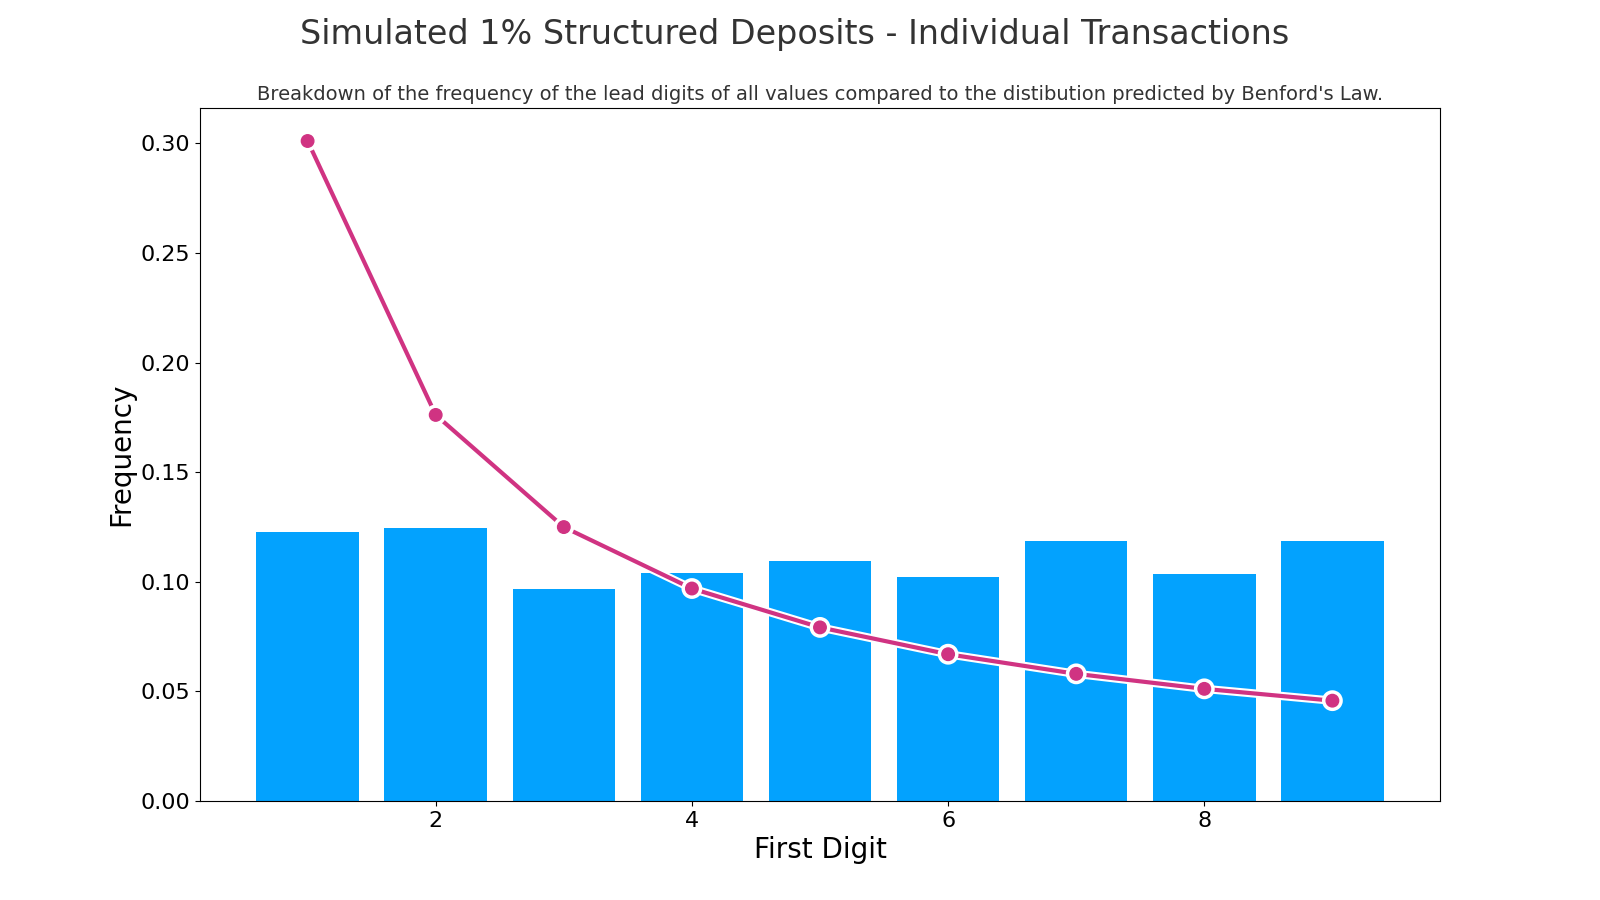 Simulated 1% Structured Deposits - Individual Transactions
Breakdown of the frequency of the lead digits of all values compared to the distibution predicted by Benford's Law.
0.30
0.25
0.20
0.15
0.10
0.05
0.00
Frequency
2 4 6 8
First Digit